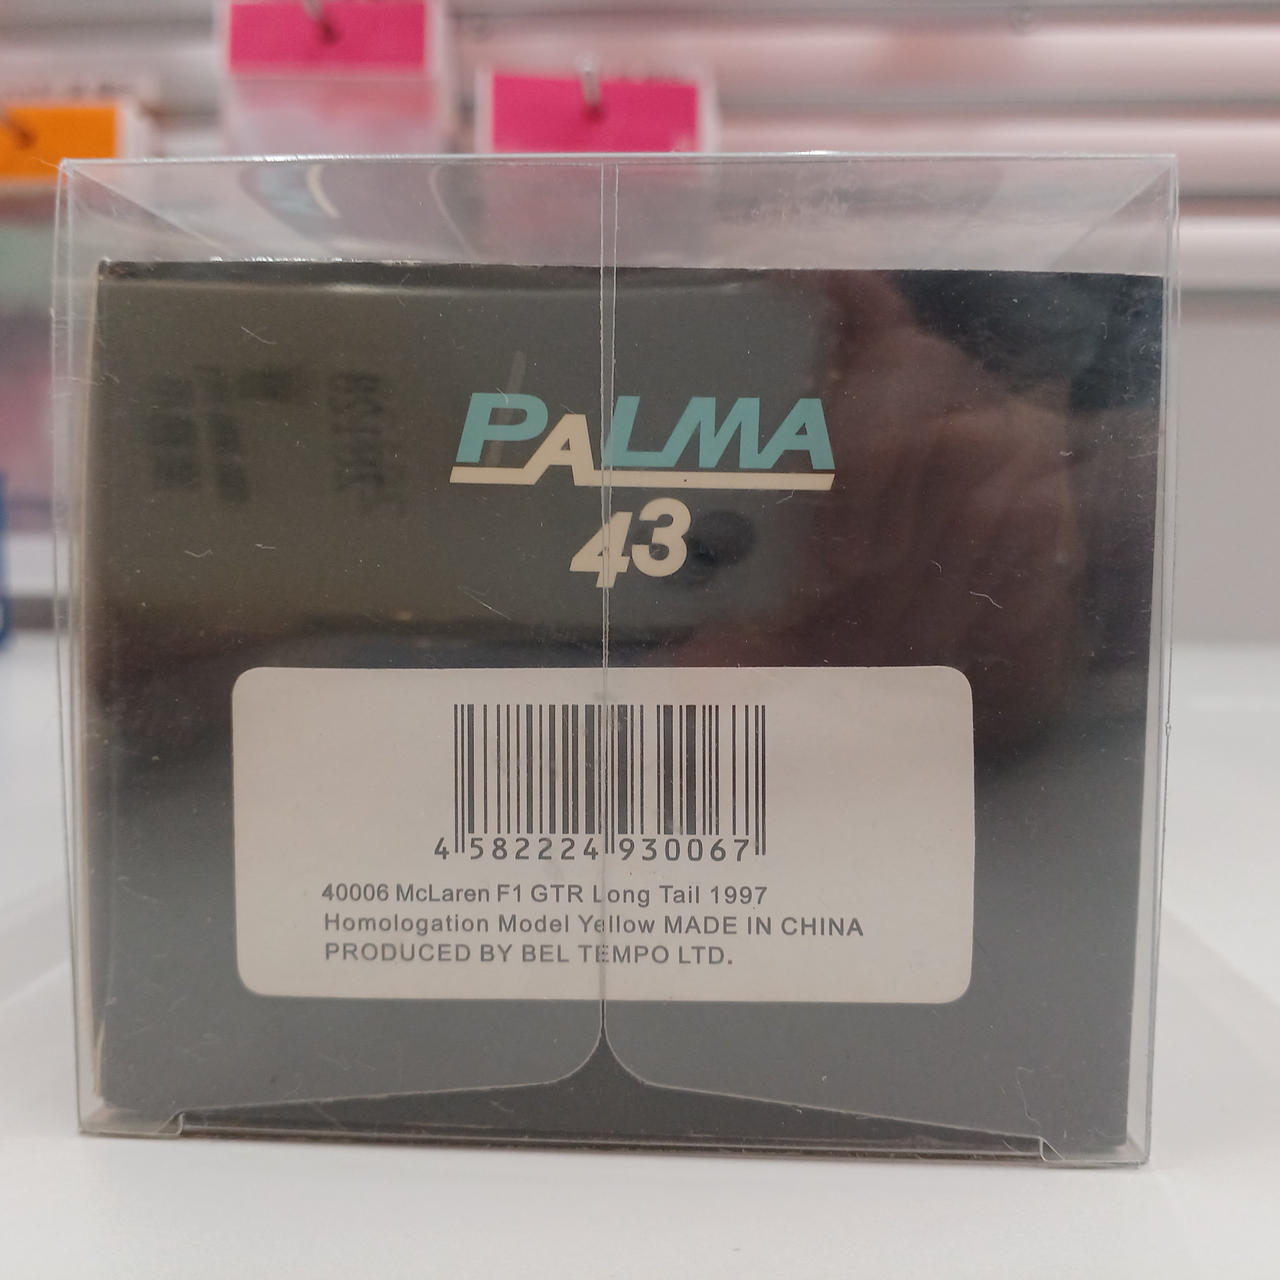 PALMA
43
4 582224 930067
40006 McLaren F1 GTR Long Tail 1997
Homologation Model Yellow MADE IN CHINA
PRODUCED BY BEL TEMPO LTD.